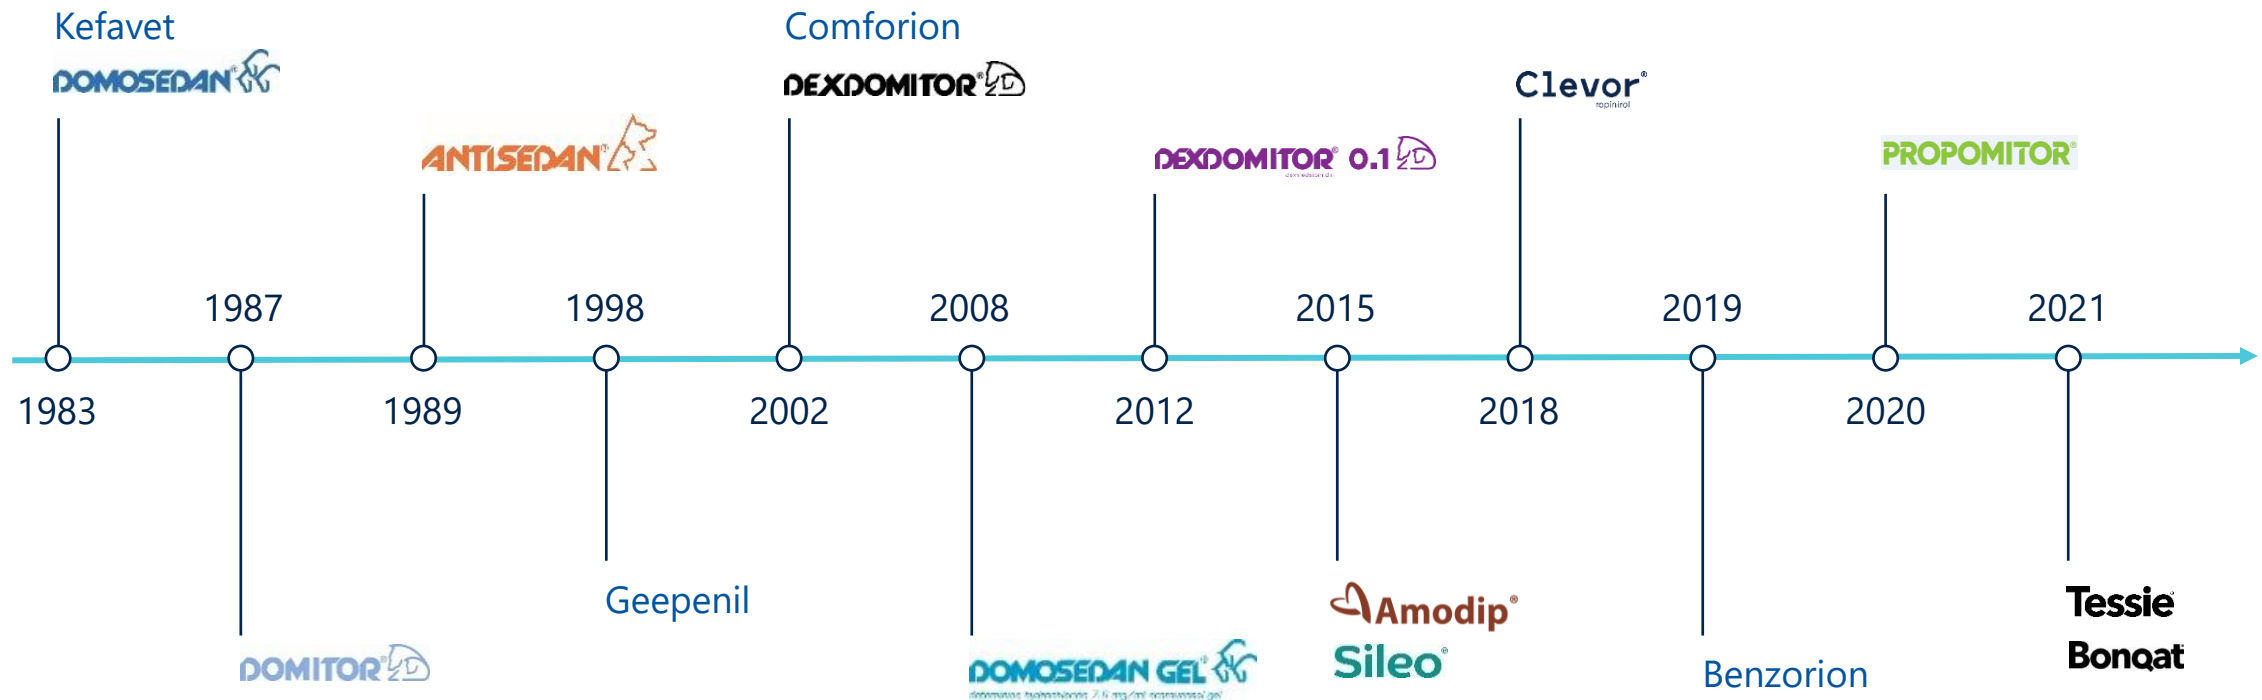 Kefavet
DOMOSEDAN®
Comforion
DEXDOMITOR®
Clevor®
ropinirol
ANTISEDAN®
DEXDOMITOR® 0.1
PROPOMITOR®
1987
1998
2008
2015
2019
2021
1983
1989
2002
2012
2018
2020
Geepenil
Amodip®
Tessie
DOMITOR®
DOMOSEDAN GEL®
Sileo®
Bonqat
Benzorion